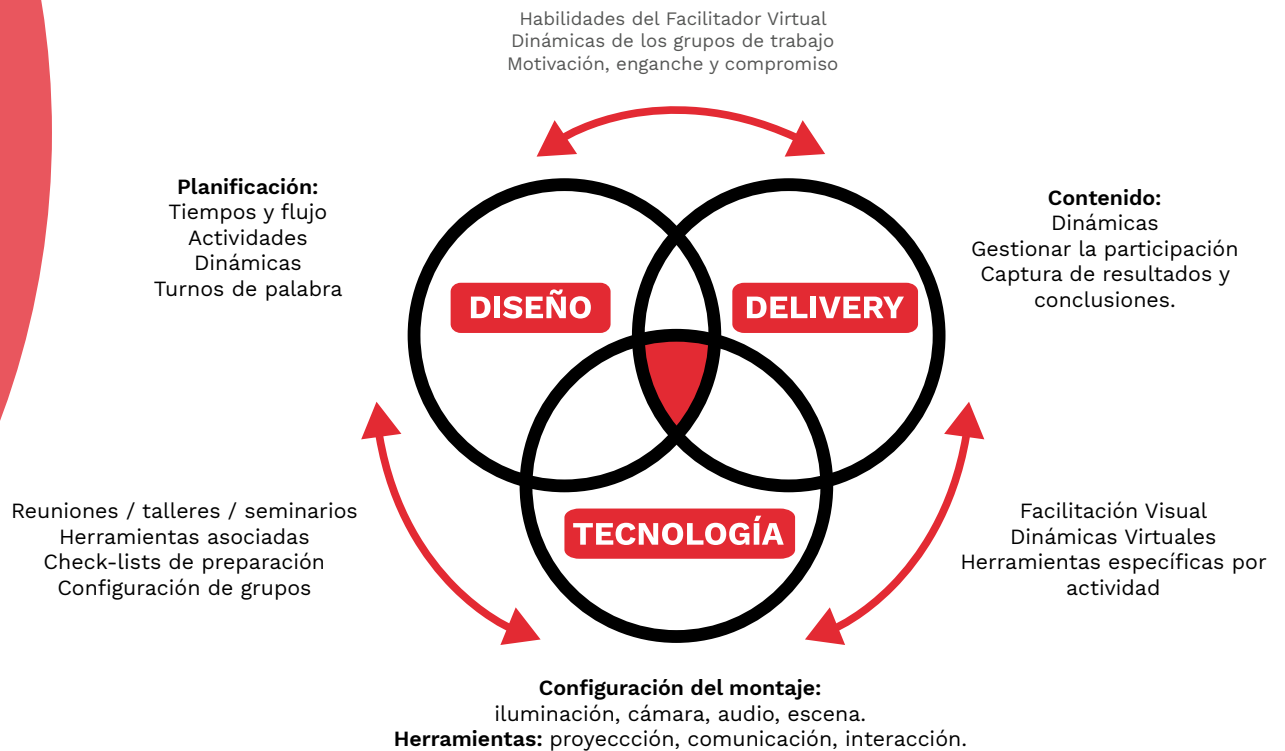 Habilidades del Facilitador Virtual
Dinámicas de los grupos de trabajo
Motivación, enganche y compromiso
Planificación:
Tiempos y flujo
Actividades
Dinámicas
Turnos de palabra
Contenido:
Dinámicas
Gestionar la participación
Captura de resultados y
conclusiones.
DISEÑO
DELIVERY
TECNOLOGÍA
Reuniones / talleres / seminarios
Herramientas asociadas
Check-lists de preparación
Configuración de grupos
Facilitación Visual
Dinámicas Virtuales
Herramientas específicas por
actividad
Configuración del montaje:
iluminación, cámara, audio, escena.
Herramientas: proyeccción, comunicación, interacción.